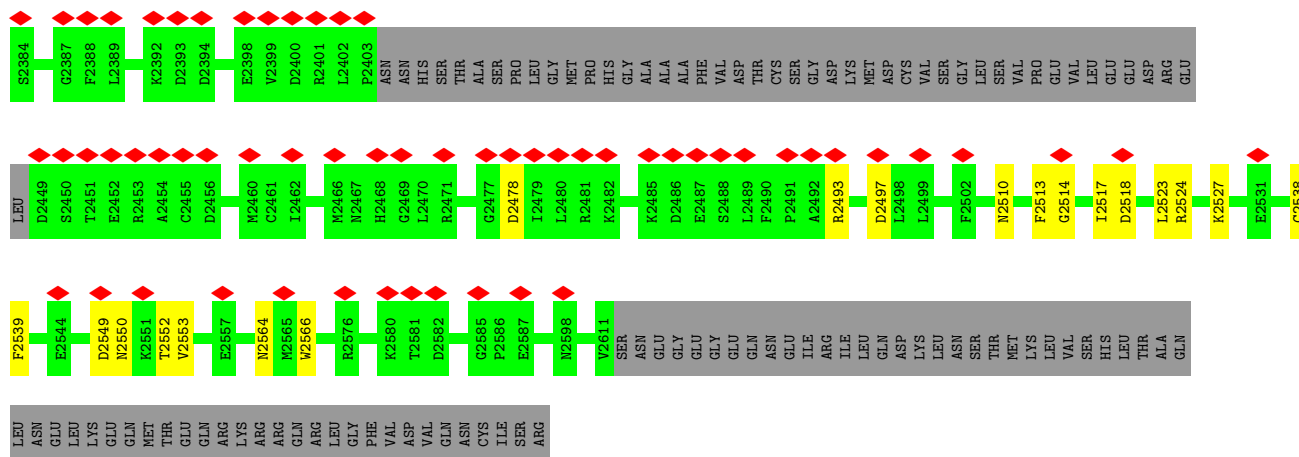 S2384 G2387 F2388 L2389 K2392 D2393 D2394 E2398 V2399 D2400 R2401 L2402 P2403 ASN ASN HIS SER THR ALA SER PRO LEU GLY MET PRO HIS GLY ALA ALA ALA PHE VAL ASP THR CYS SER GLY ASP LYS MET ASP CYS VAL SER GLY LEU SER VAL PRO GLU VAL LEU GLU GLU ASP ARG GLU
LEU D2449 S2450 T2451 E2452 R2453 A2454 C2455 D2456 M2460 C2461 I2462 M2466 N2467 H2468 G2469 L2470 R2471 G2477 D2478 I2479 L2480 R2481 K2482 K2485 D2486 E2487 S2488 L2489 F2490 P2491 A2492 R2493 D2497 L2498 L2499 F2502 N2510 F2513 G2514 I2517 D2518 L2523 R2524 K2527 E2531 C2538
F2539 E2544 D2549 N2550 K2551 T2552 V2553 E2557 N2564 M2565 W2566 R2576 K2580 T2581 D2582 G2585 P2586 E2587 N2598 V2611 SER ASN GLU GLY GLU GLY GLU GLN ASN GLU ILE ARG ILE LEU GLN ASP LYS LEU ASN SER THR MET LYS LEU VAL SER HIS LEU THR ALA GLN
LEU ASN GLU LEU LYS GLU GLN MET THR GLU GLN ARG LYS ARG ARG GLN ARG LEU GLY PHE VAL ASP VAL GLN ASN CYS ILE SER ARG